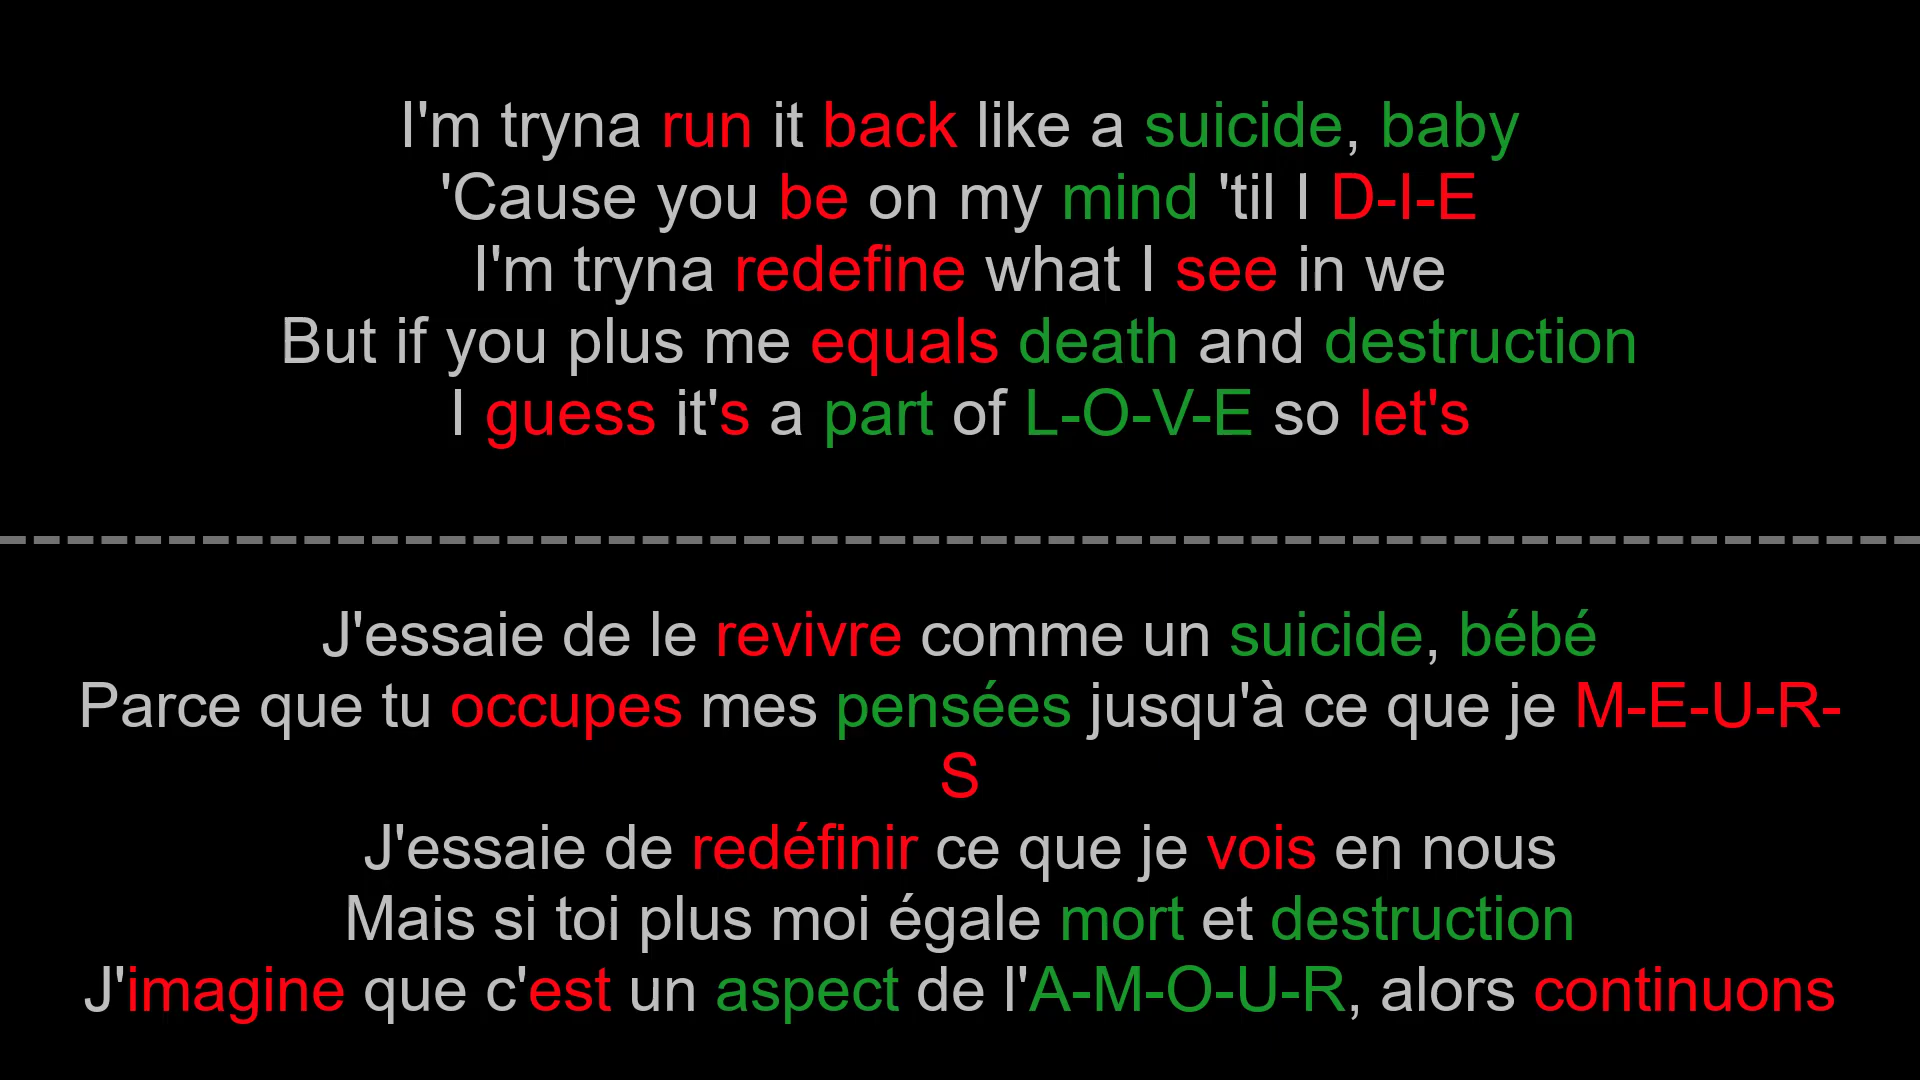 I'm tryna run it back like a suicide, baby
'Cause you be on my mind 'til I D-I-E
I'm tryna redefine what I see in we
But if you plus me equals death and destruction
I guess it's a part of L-O-V-E so let's
J'essaie de le revivre comme un suicide, bébé
Parce que tu occupes mes pensées jusqu'à ce que je M-E-U-R-
S
J'essaie de redéfinir ce que je vois en nous
Mais si toi plus moi égale mort et destruction
J'imagine que c'est un aspect de l'A-M-O-U-R, alors continuons